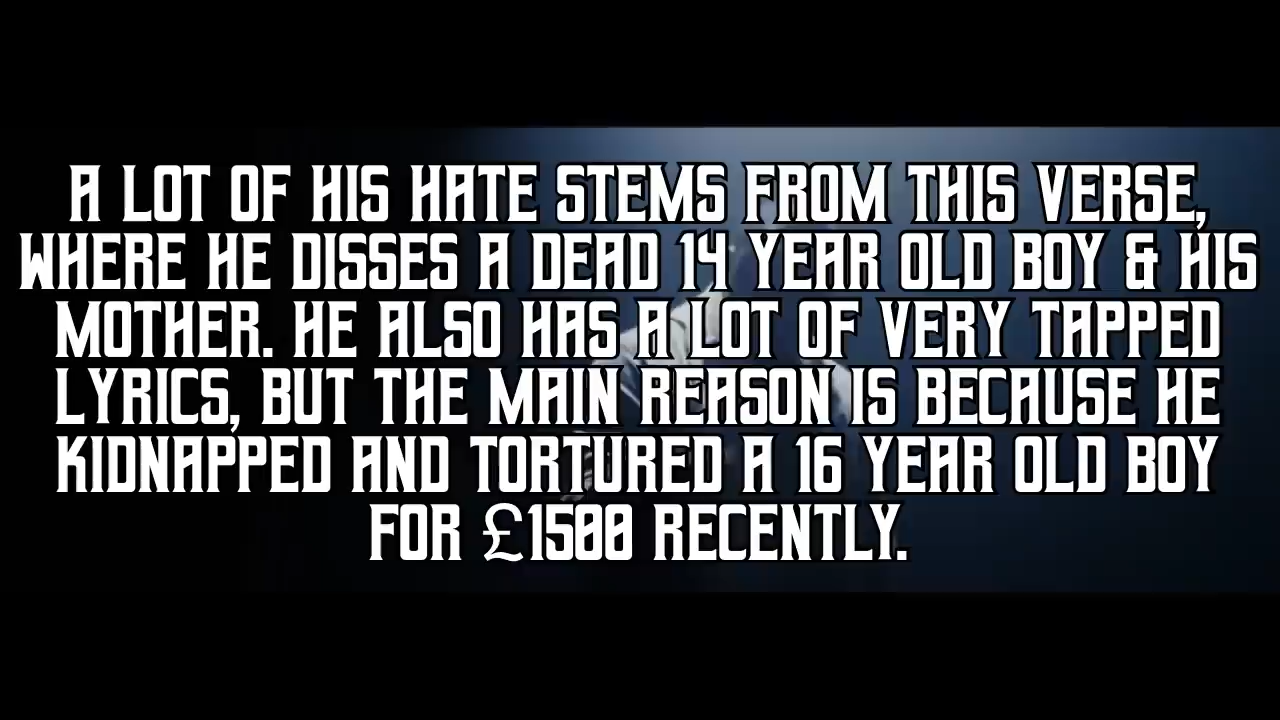 A LOT OF HIS HATE STEMS FROM THIS VERSE,
WHERE HE DISSES A DEAD 14 YEAR OLD BOY & HIS
MOTHER. HE ALSO HAS A LOT OF VERY TAPPED
LYRICS, BUT THE MAIN REASON IS BECAUSE HE
KIDNAPPED AND TORTURED A 16 YEAR OLD BOY
FOR £1500 RECENTLY.